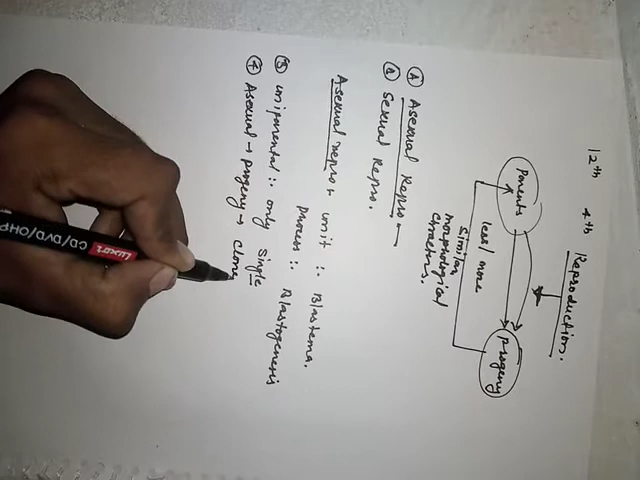 12th 4th Reproduction.
Parents
Progeny
less/more
Similar
morphological
characters.
① Asexual Repro
② Sexual Repro.
Asexual repro unit :. Blastema.
Process :. Blastogenesis
③ uniparental :. only single
④ Asexual → progeny → clone
Luxor CD/DVD/OHP